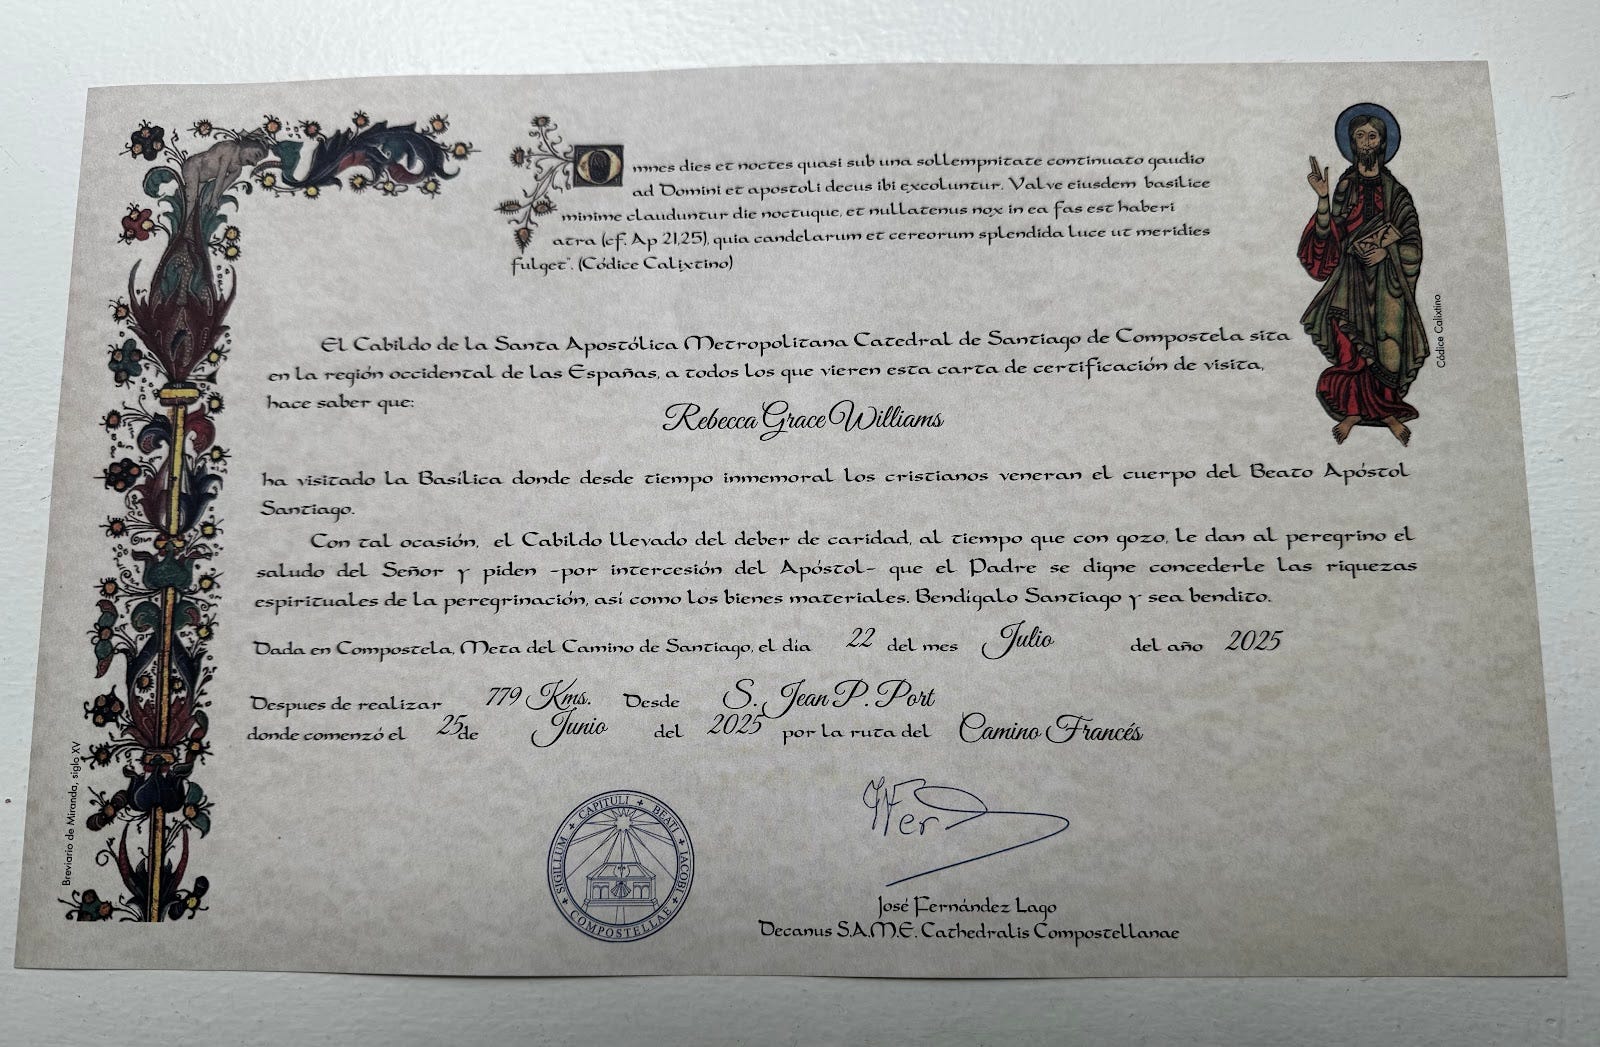 Omnes dies et noctes quasi sub una sollempnitate continuato gaudio
ad Domini et apostoli decus ibi excoluntur. Valve eiusdem basilice
minime clauduntur die noctuque, et nullatenus nox in ea fas est haberi
atra (cf. Ap 21,25), quia candelarum et cereorum splendida luce ut meridies
fulget". (Códice Calixtino)
Códice Calixtino
El Cabildo de la Santa Apostólica Metropolitana Catedral de Santiago de Compostela sita
en la región occidental de las Españas, a todos los que vieren esta carta de certificación de visita,
hace saber que:
Rebecca Grace Williams
ha visitado la Basílica donde desde tiempo inmemoral los cristianos veneran el cuerpo del Beato Apóstol
Santiago.
Con tal ocasión, el Cabildo llevado del deber de caridad, al tiempo que con gozo, le dan al peregrino el
saludo del Señor y piden -por intercesión del Apóstol- que el Padre se digne concederle las riquezas
espirituales de la peregrinación, así como los bienes materiales. Bendígalo Santiago y sea bendito.
Dada en Compostela, Meta del Camino de Santiago, el día 22 del mes Julio del año 2025
Despues de realizar 779 Kms. Desde S. Jean P. Port
donde comenzó el 25 de Junio del 2025 por la ruta del Camino Francés
Breviario de Miranda, siglo XV
SIGILLUM + CAPITULI + BEATI + IACOBI + COMPOSTELLAE +
José Fernández Lago
Decanus S.A.M.E. Cathedralis Compostellanae